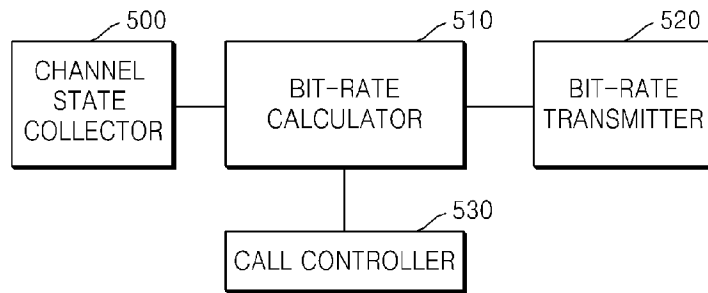 500
510
520
CHANNEL
STATE
COLLECTOR
BIT-RATE
CALCULATOR
BIT-RATE
TRANSMITTER
530
CALL CONTROLLER